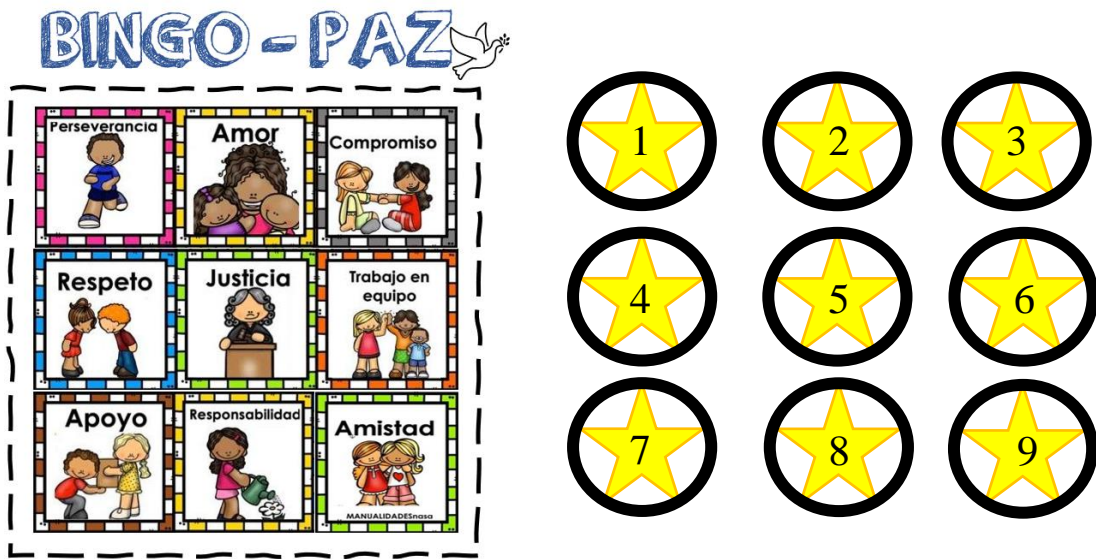 BINGO - PAZ
Perseverancia
Amor
Compromiso
Respeto
Justicia
Trabajo en
equipo
Apoyo
Responsabilidad
Amistad
MANUALIDADESnasa
1
2
3
4
5
6
7
8
9